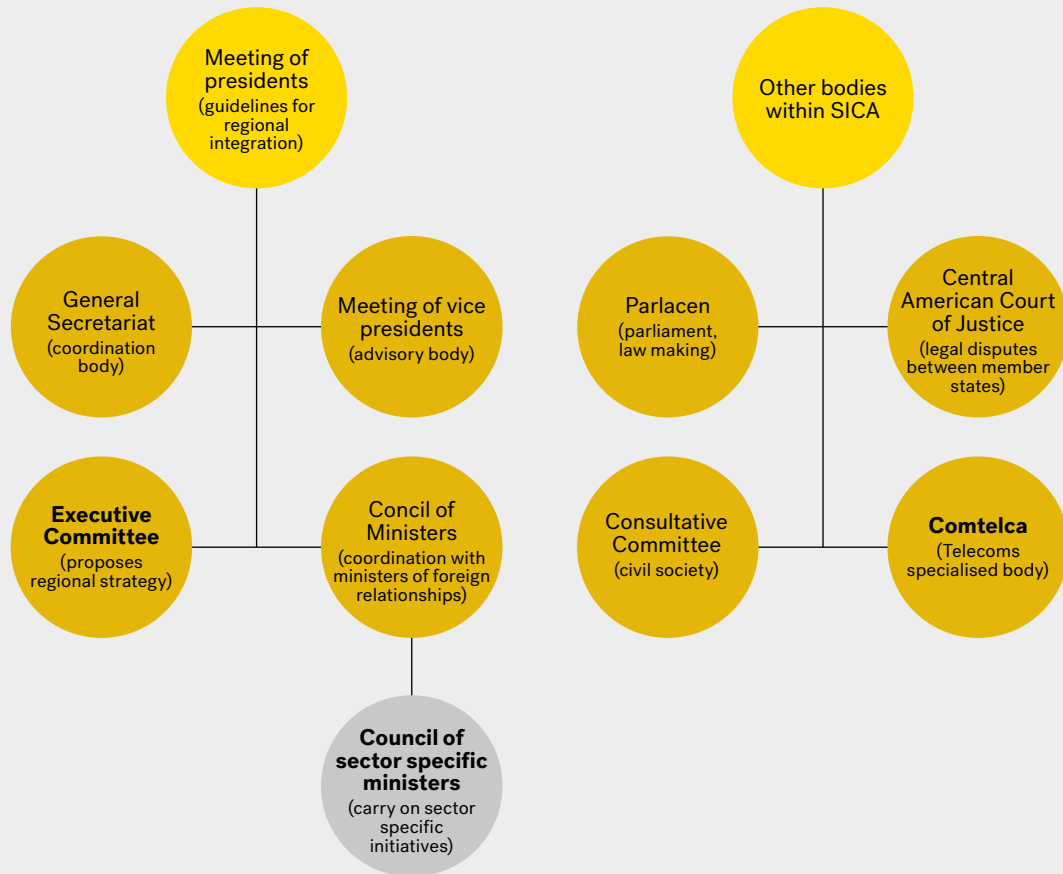 Meeting of
presidents
(guidelines for
regional
integration)
Other bodies
within SICA
General
Secretariat
(coordination
body)
Meeting of vice
presidents
(advisory body)
Parlacen
(parliament,
law making)
Central
American Court
of Justice
(legal disputes
between member
states)
Executive
Committee
(proposes
regional strategy)
Concil of
Ministers
(coordination with
ministers of foreign
relationships)
Consultative
Committee
(civil society)
Comtelca
(Telecoms
specialised body)
Council of
sector specific
ministers
(carry on sector
specific
initiatives)